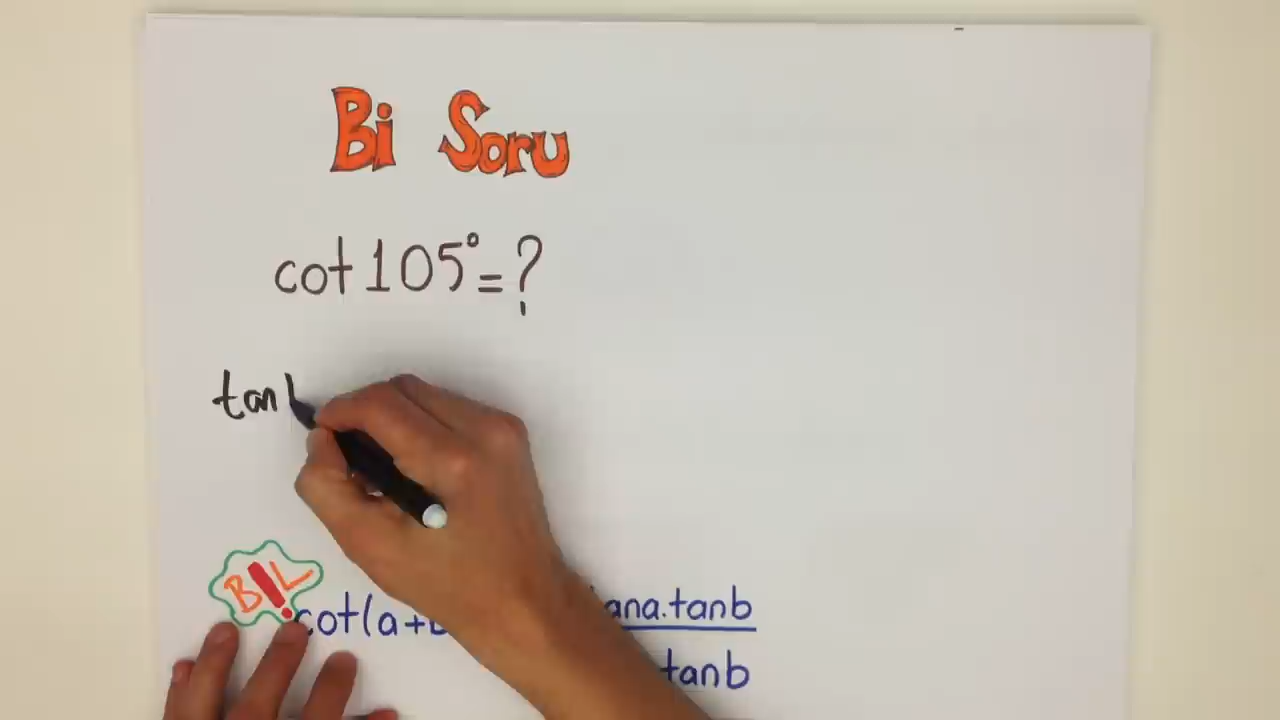 Bi Soru
cot 105° = ?
tan
BİL! cot(a+ ana.tanb
tanb